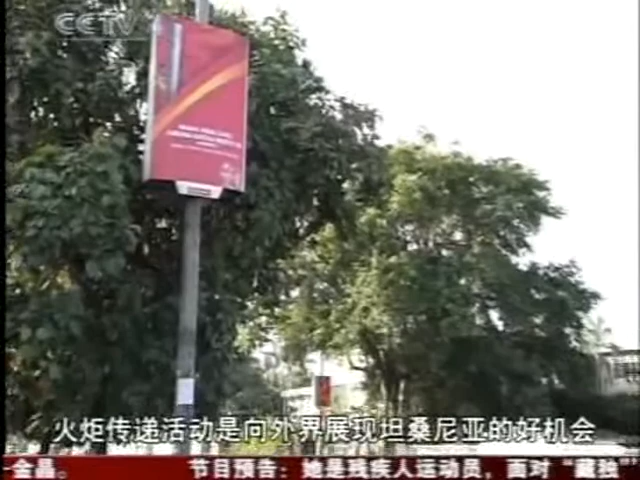 CCTV
火炬传递活动是向外界展现坦桑尼亚的好机会
金晶。 节目预告：她是残疾人运动员，面对“藏独”